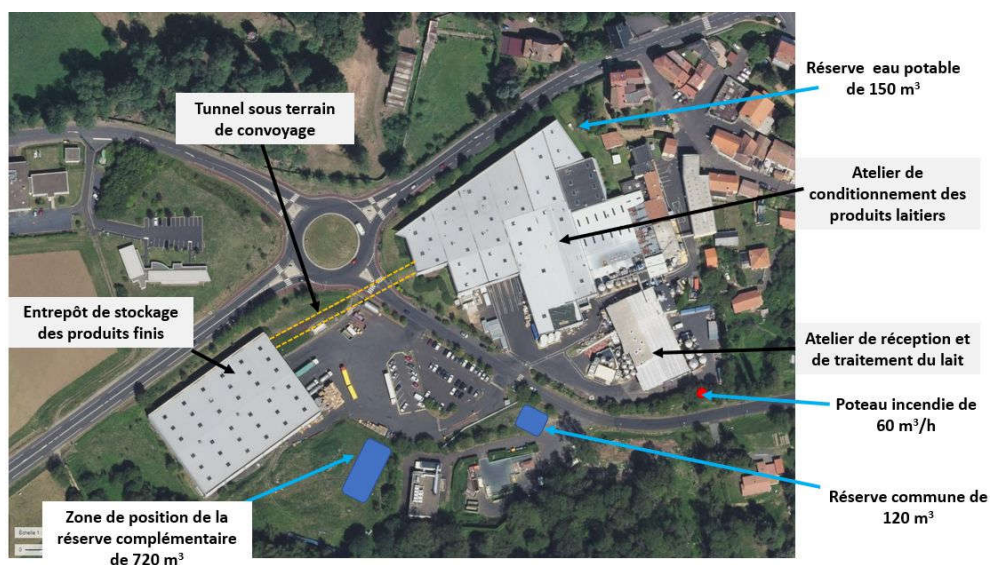 Réserve eau potable
de 150 m³
Tunnel sous terrain
de convoyage
Atelier de
conditionnement des
produits laitiers
Entrepôt de stockage
des produits finis
Atelier de réception et
de traitement du lait
Poteau incendie de
60 m³/h
Réserve commune de
120 m³
Zone de position de la
réserve complémentaire
de 720 m³